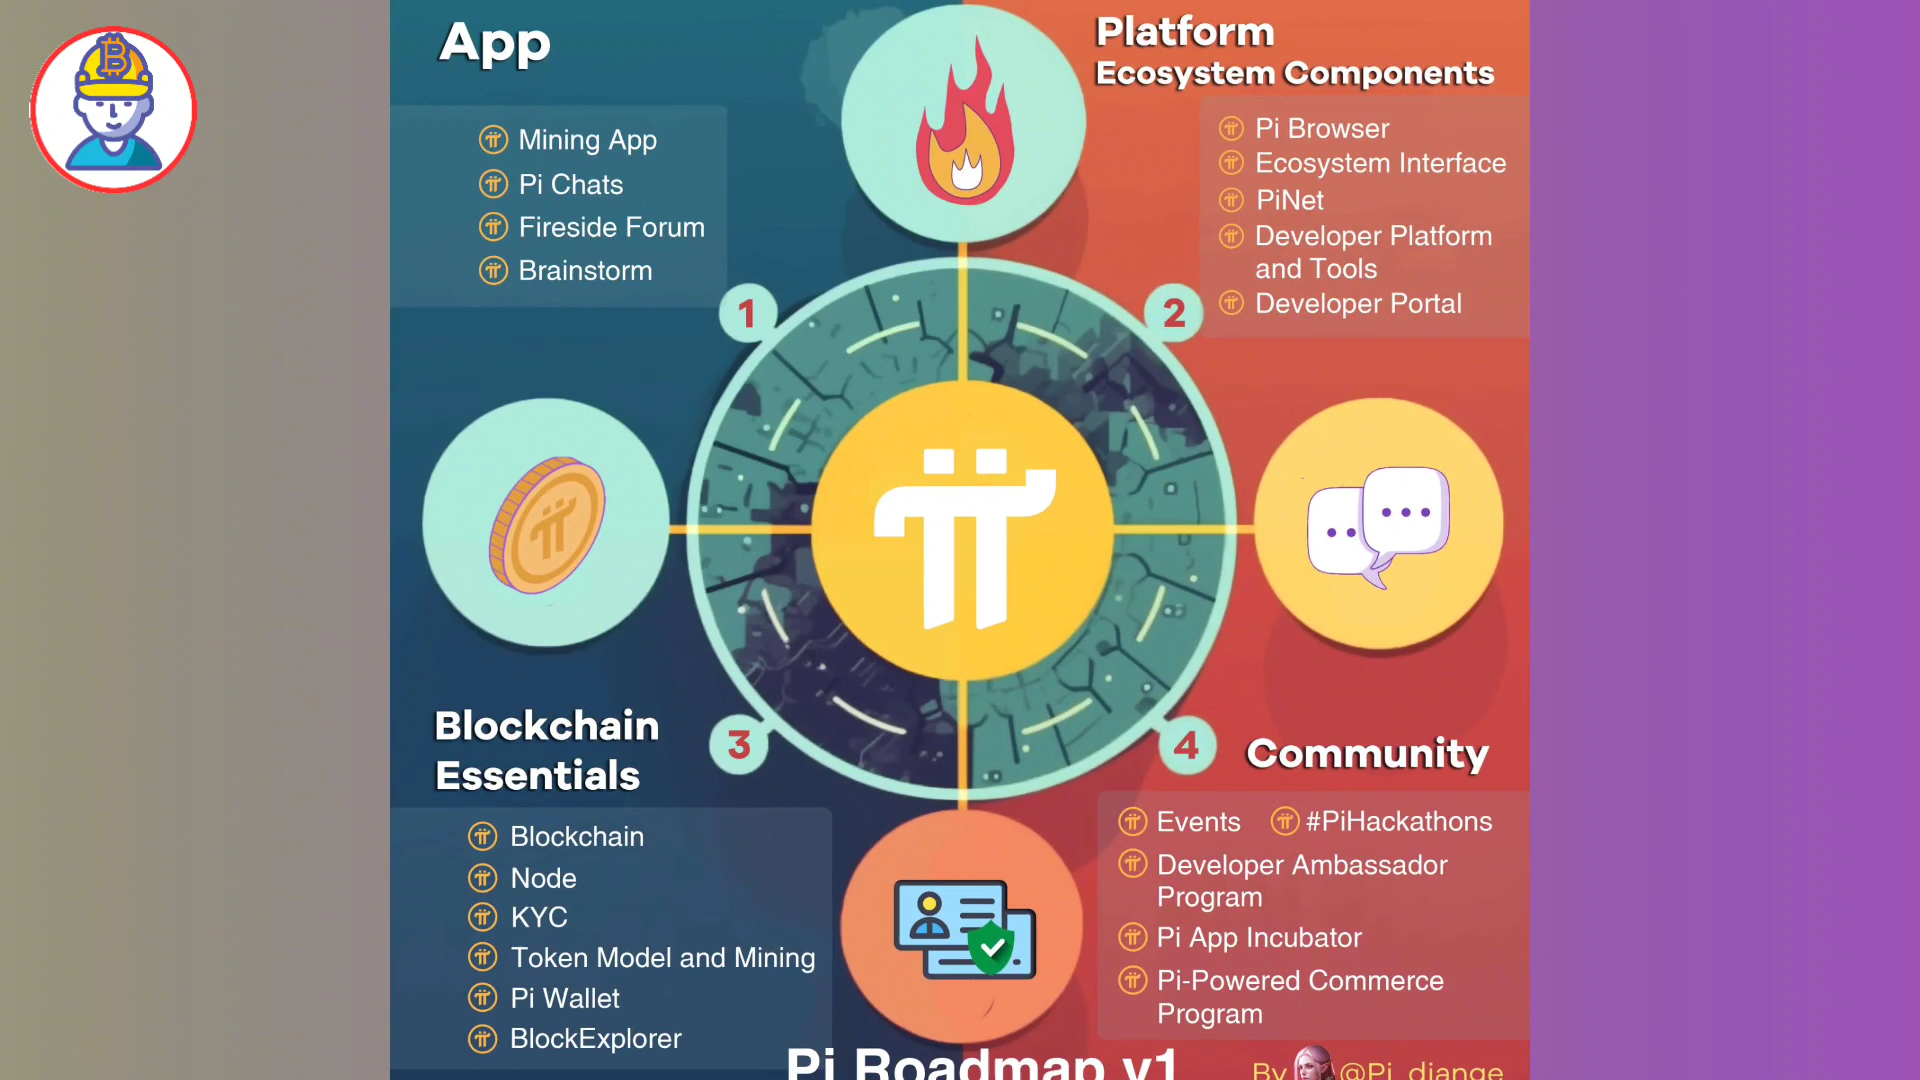 App
Mining App
Pi Chats
Fireside Forum
Brainstorm
Platform
Ecosystem Components
Pi Browser
Ecosystem Interface
PiNet
Developer Platform
and Tools
Developer Portal
1
2
3
4
Blockchain
Essentials
Blockchain
Node
KYC
Token Model and Mining
Pi Wallet
BlockExplorer
Community
Events #PiHackathons
Developer Ambassador
Program
Pi App Incubator
Pi-Powered Commerce
Program
Pi Roadmap v1
By @Pi_diange